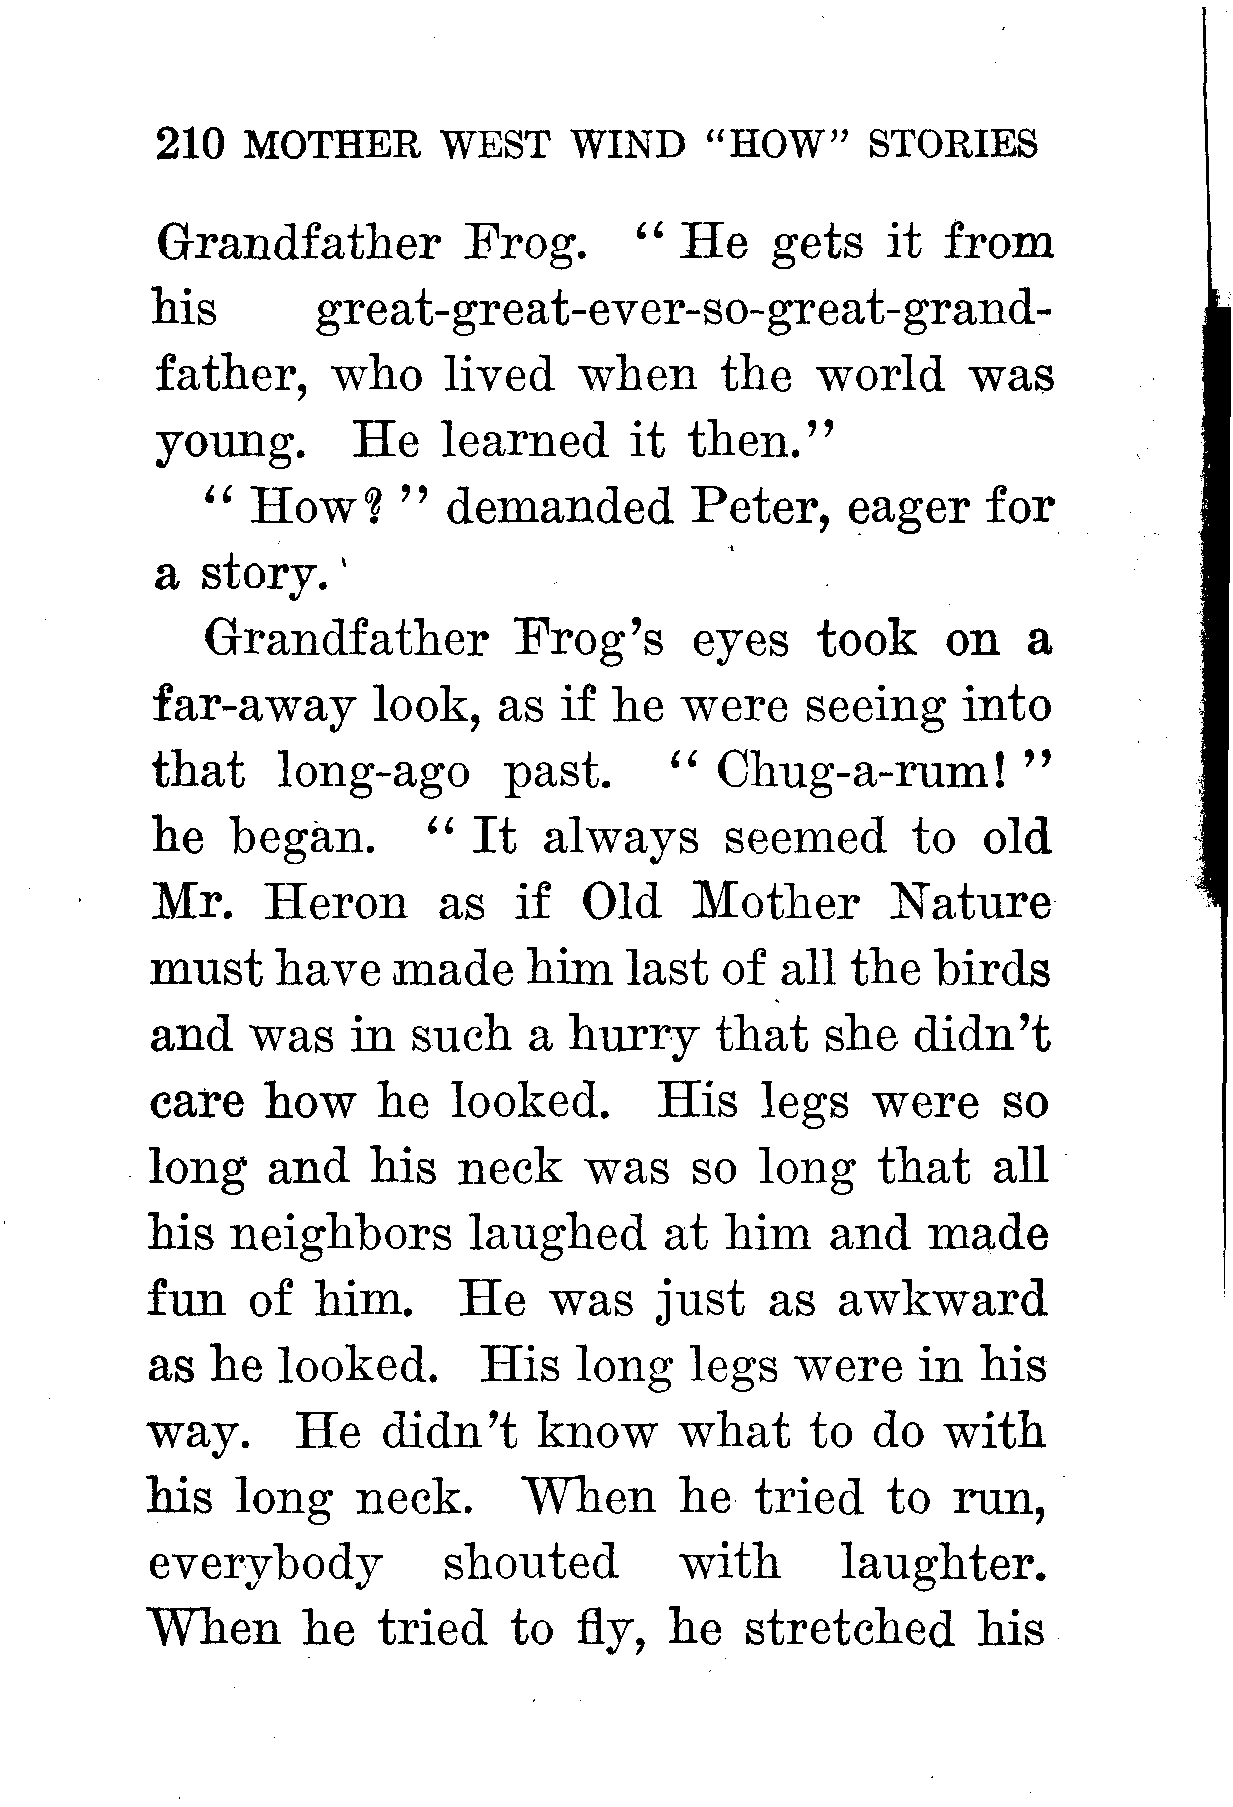 210 MOTHER WEST WIND "HOW" STORIES
Grandfather Frog. " He gets it from
his great-great-ever-so-great-grand-
father, who lived when the world was
young. He learned it then."
" How? " demanded Peter, eager for
a story.
Grandfather Frog's eyes took on a
far-away look, as if he were seeing into
that long-ago past. " Chug-a-rum! "
he began. " It always seemed to old
Mr. Heron as if Old Mother Nature
must have made him last of all the birds
and was in such a hurry that she didn't
care how he looked. His legs were so
long and his neck was so long that all
his neighbors laughed at him and made
fun of him. He was just as awkward
as he looked. His long legs were in his
way. He didn't know what to do with
his long neck. When he tried to run,
everybody shouted with laughter.
When he tried to fly, he stretched his